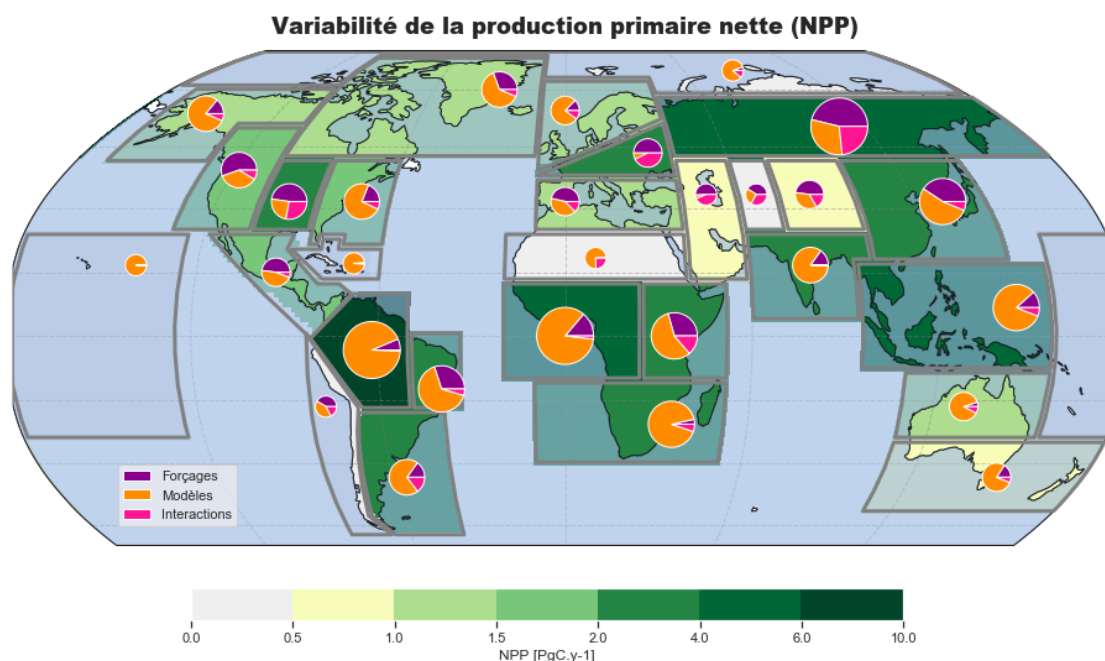 Variabilité de la production primaire nette (NPP)
Forçages
Modèles
Interactions
0.0 0.5 1.0 1.5 2.0 4.0 6.0 10.0
NPP [PgC.y-1]